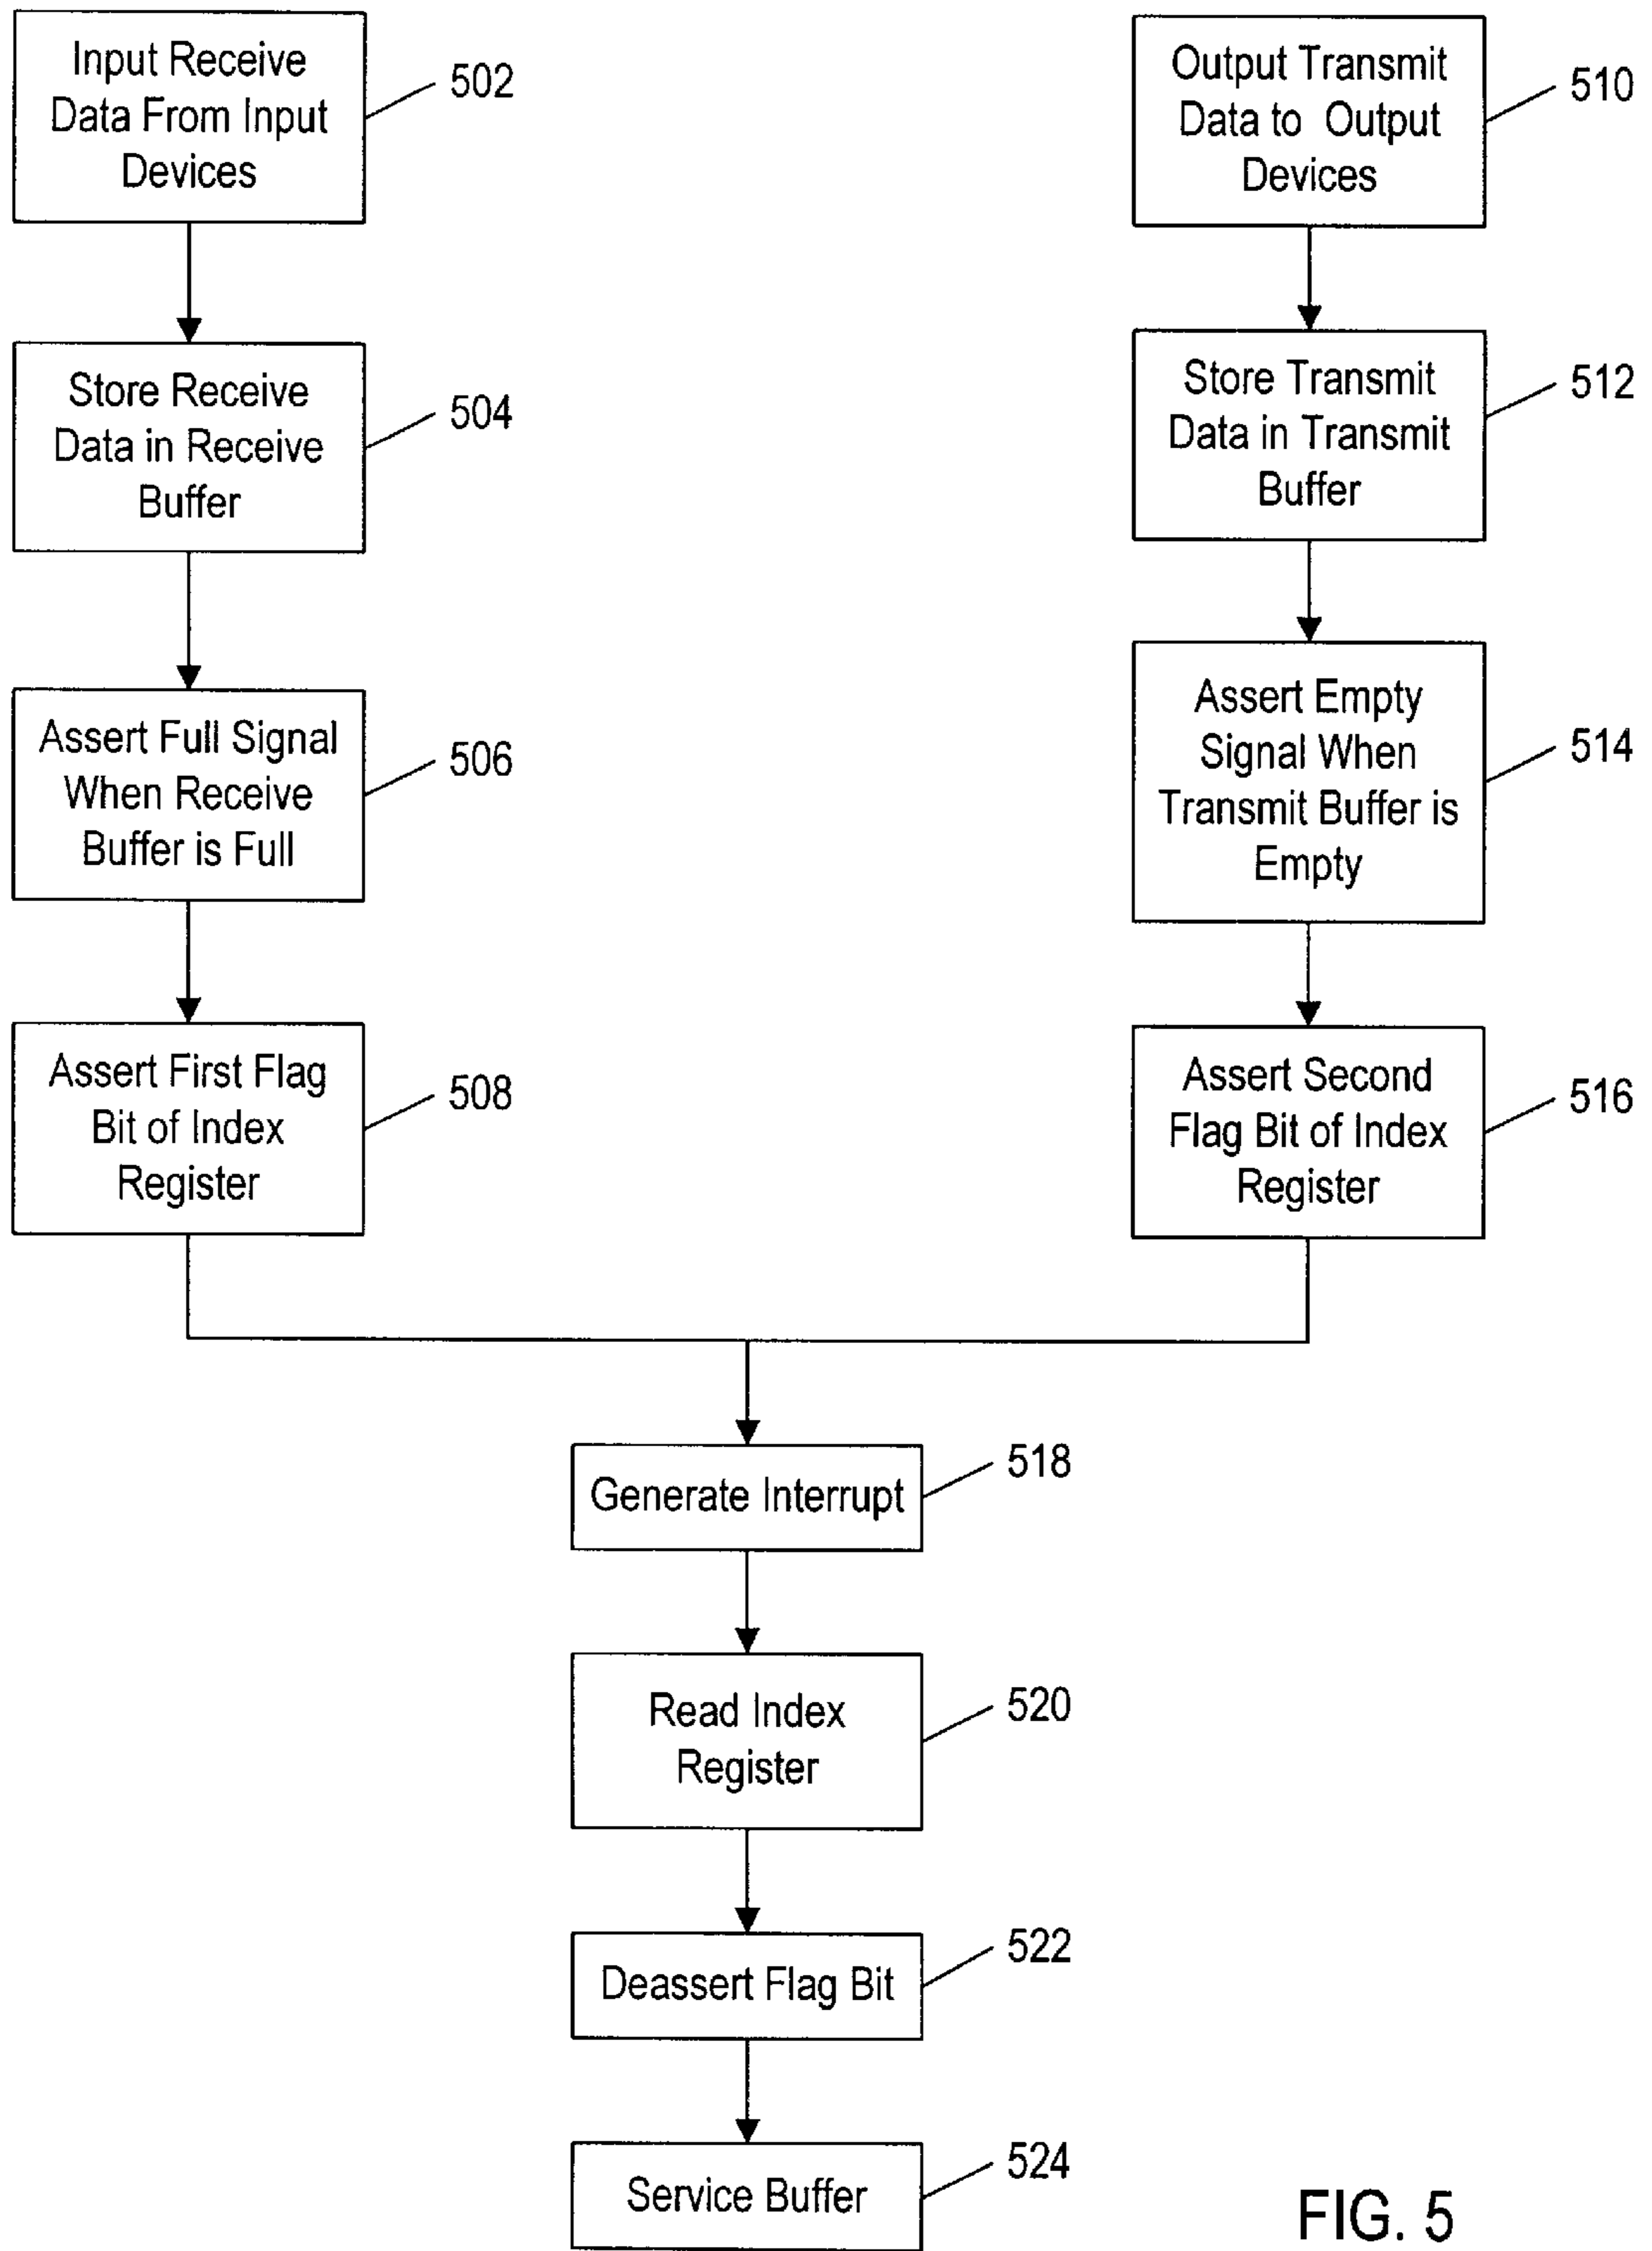 Input Receive
Data From Input
Devices
502
Store Receive
Data in Receive
Buffer
504
Assert Full Signal
When Receive
Buffer is Full
506
Assert First Flag
Bit of Index
Register
508
Output Transmit
Data to Output
Devices
510
Store Transmit
Data in Transmit
Buffer
512
Assert Empty
Signal When
Transmit Buffer is
Empty
514
Assert Second
Flag Bit of Index
Register
516
Generate Interrupt
518
Read Index
Register
520
Deassert Flag Bit
522
Service Buffer
524
FIG. 5